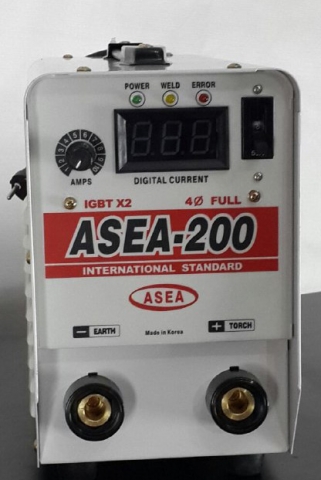 POWER WELD ERROR
AMPS
DIGITAL CURRENT
IGBT X2 4Ø FULL
ASEA-200
INTERNATIONAL STANDARD
ASEA
− EARTH + TORCH
Made in Korea